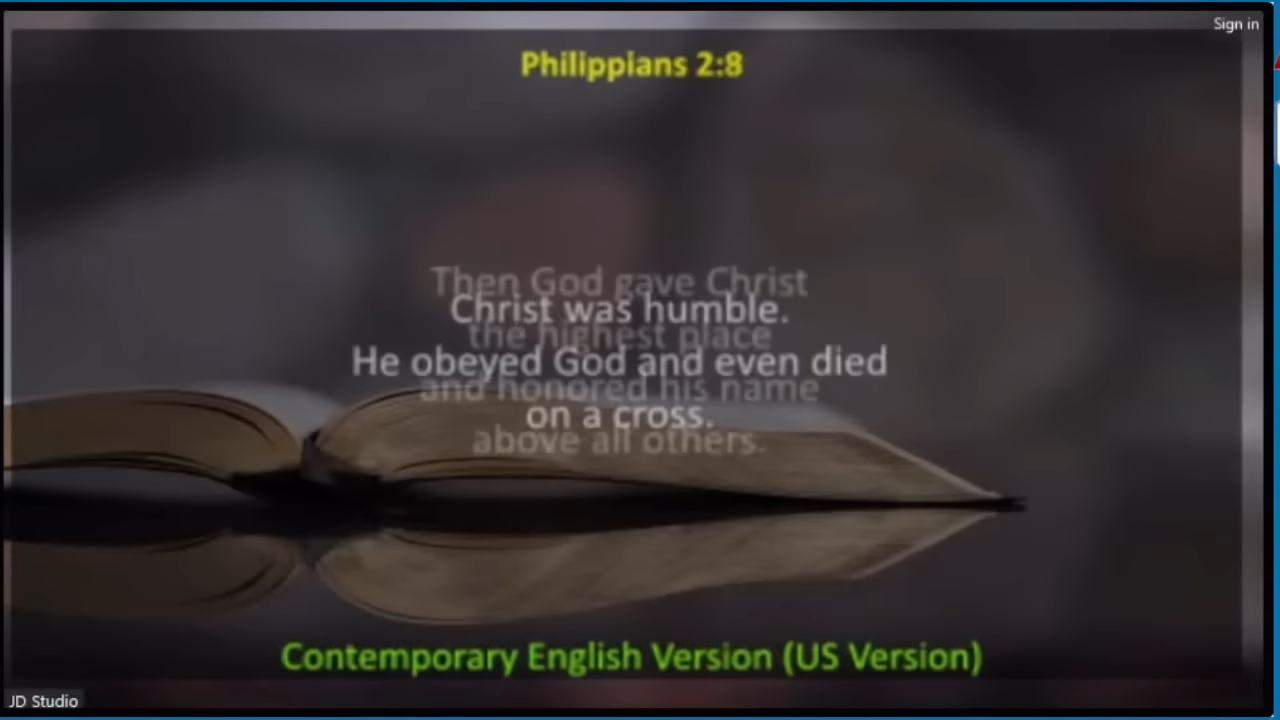 Sign in
Philippians 2:8
Then God gave Christ
Christ was humble.
the highest place
He obeyed God and even died
and honored his name
on a cross.
above all others.
Contemporary English Version (US Version)
JD Studio